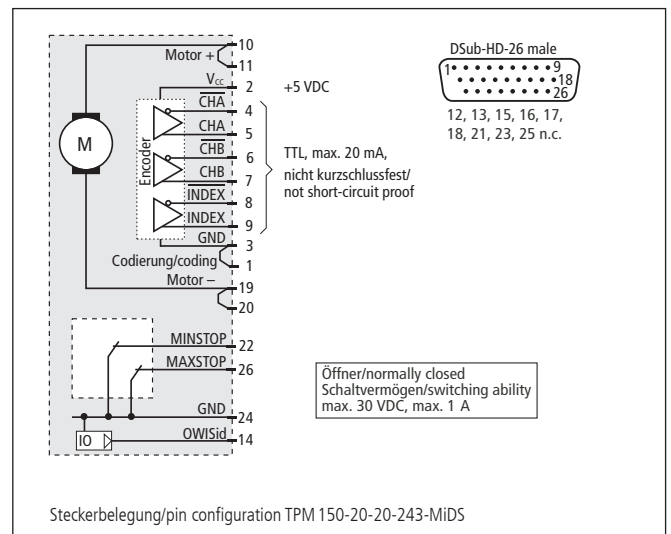 Motor + 10
11
Vcc 2 +5 VDC
C̅H̅A̅ 4
CHA 5
C̅H̅B̅ 6
CHB 7
I̅N̅D̅E̅X̅ 8
INDEX 9
GND 3
Codierung/coding 1
Motor – 19
20
M
Encoder
TTL, max. 20 mA,
nicht kurzschlussfest/
not short-circuit proof
DSub-HD-26 male
1 9
18
26
12, 13, 15, 16, 17,
18, 21, 23, 25 n.c.
MINSTOP 22
MAXSTOP 26
GND 24
IO OWISid 14
Öffner/normally closed
Schaltvermögen/switching ability
max. 30 VDC, max. 1 A
Steckerbelegung/pin configuration TPM 150-20-20-243-MiDS